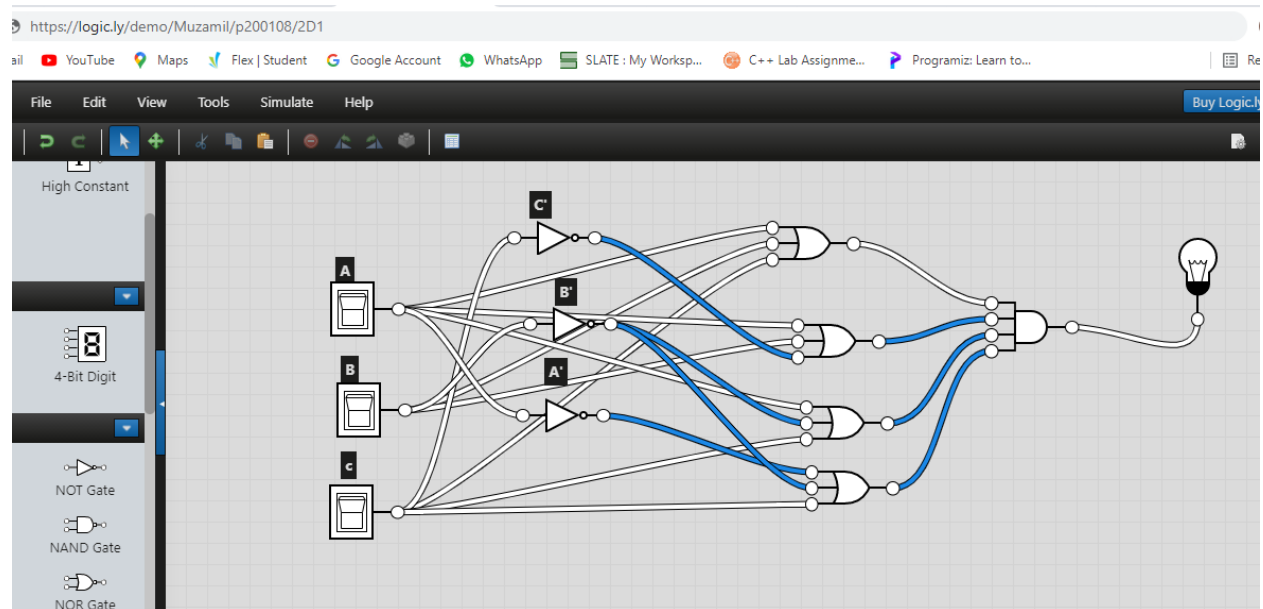 https://logic.ly/demo/Muzamil/p200108/2D1
ail YouTube Maps Flex | Student Google Account WhatsApp SLATE : My Worksp... C++ Lab Assignme... Programiz: Learn to... Re
File Edit View Tools Simulate Help Buy Logic.ly
High Constant
4-Bit Digit
NOT Gate
NAND Gate
NOR Gate
C'
A
B'
B
A'
c